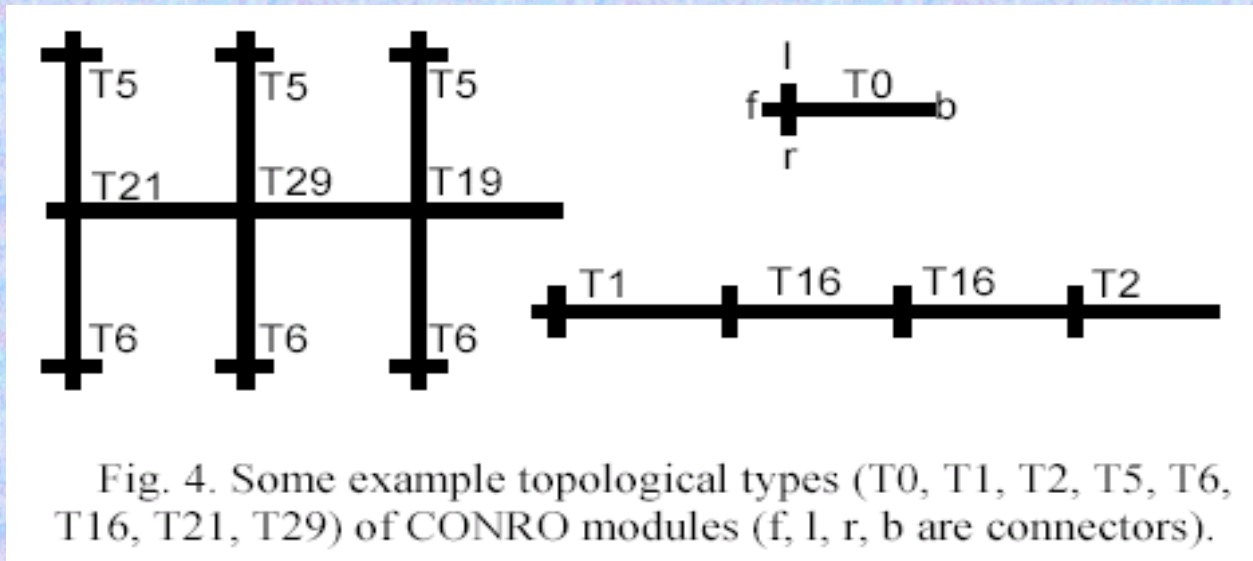 T5 T5 T5
l
f T0 b
r
T21 T29 T19
T1 T16 T16 T2
T6 T6 T6
Fig. 4. Some example topological types (T0, T1, T2, T5, T6,
T16, T21, T29) of CONRO modules (f, l, r, b are connectors).